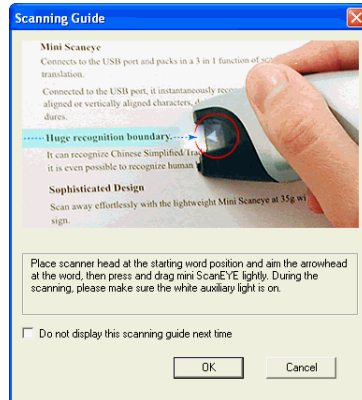 Scanning Guide
Mini Scaneye
Connects to the USB port and packs in a 3 in 1 function of
translation.
Connected to the USB port, it instantaneously
aligned or vertically aligned characters,
dures.
Huge recognition boundary.
It can recognize Chinese Simplified/
it is even possible to recognize human
Sophisticated Design
Scan away effortlessly with the lightweight Mini Scaneye at 35g
sign.
Place scanner head at the starting word position and aim the arrowhead
at the word, then press and drag mini ScanEYE lightly. During the
scanning, please make sure the white auxiliary light is on.
Do not display this scanning guide next time
OK
Cancel